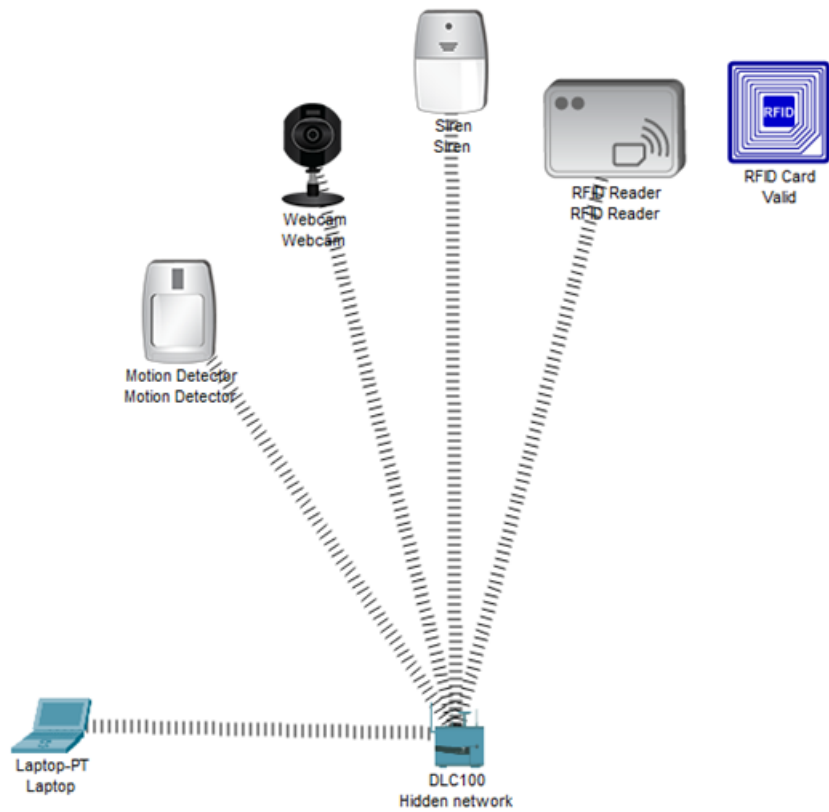 Siren
Siren
RFID
RFID Card
Valid
RFID Reader
RFID Reader
Webcam
Webcam
Motion Detector
Motion Detector
Laptop-PT
Laptop
DLC100
Hidden network